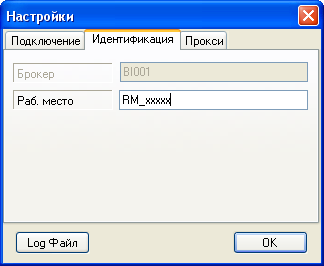 Настройки
Подключение Идентификация Прокси
Брокер BI001
Раб. место RM_xxxxx
Log Файл OK